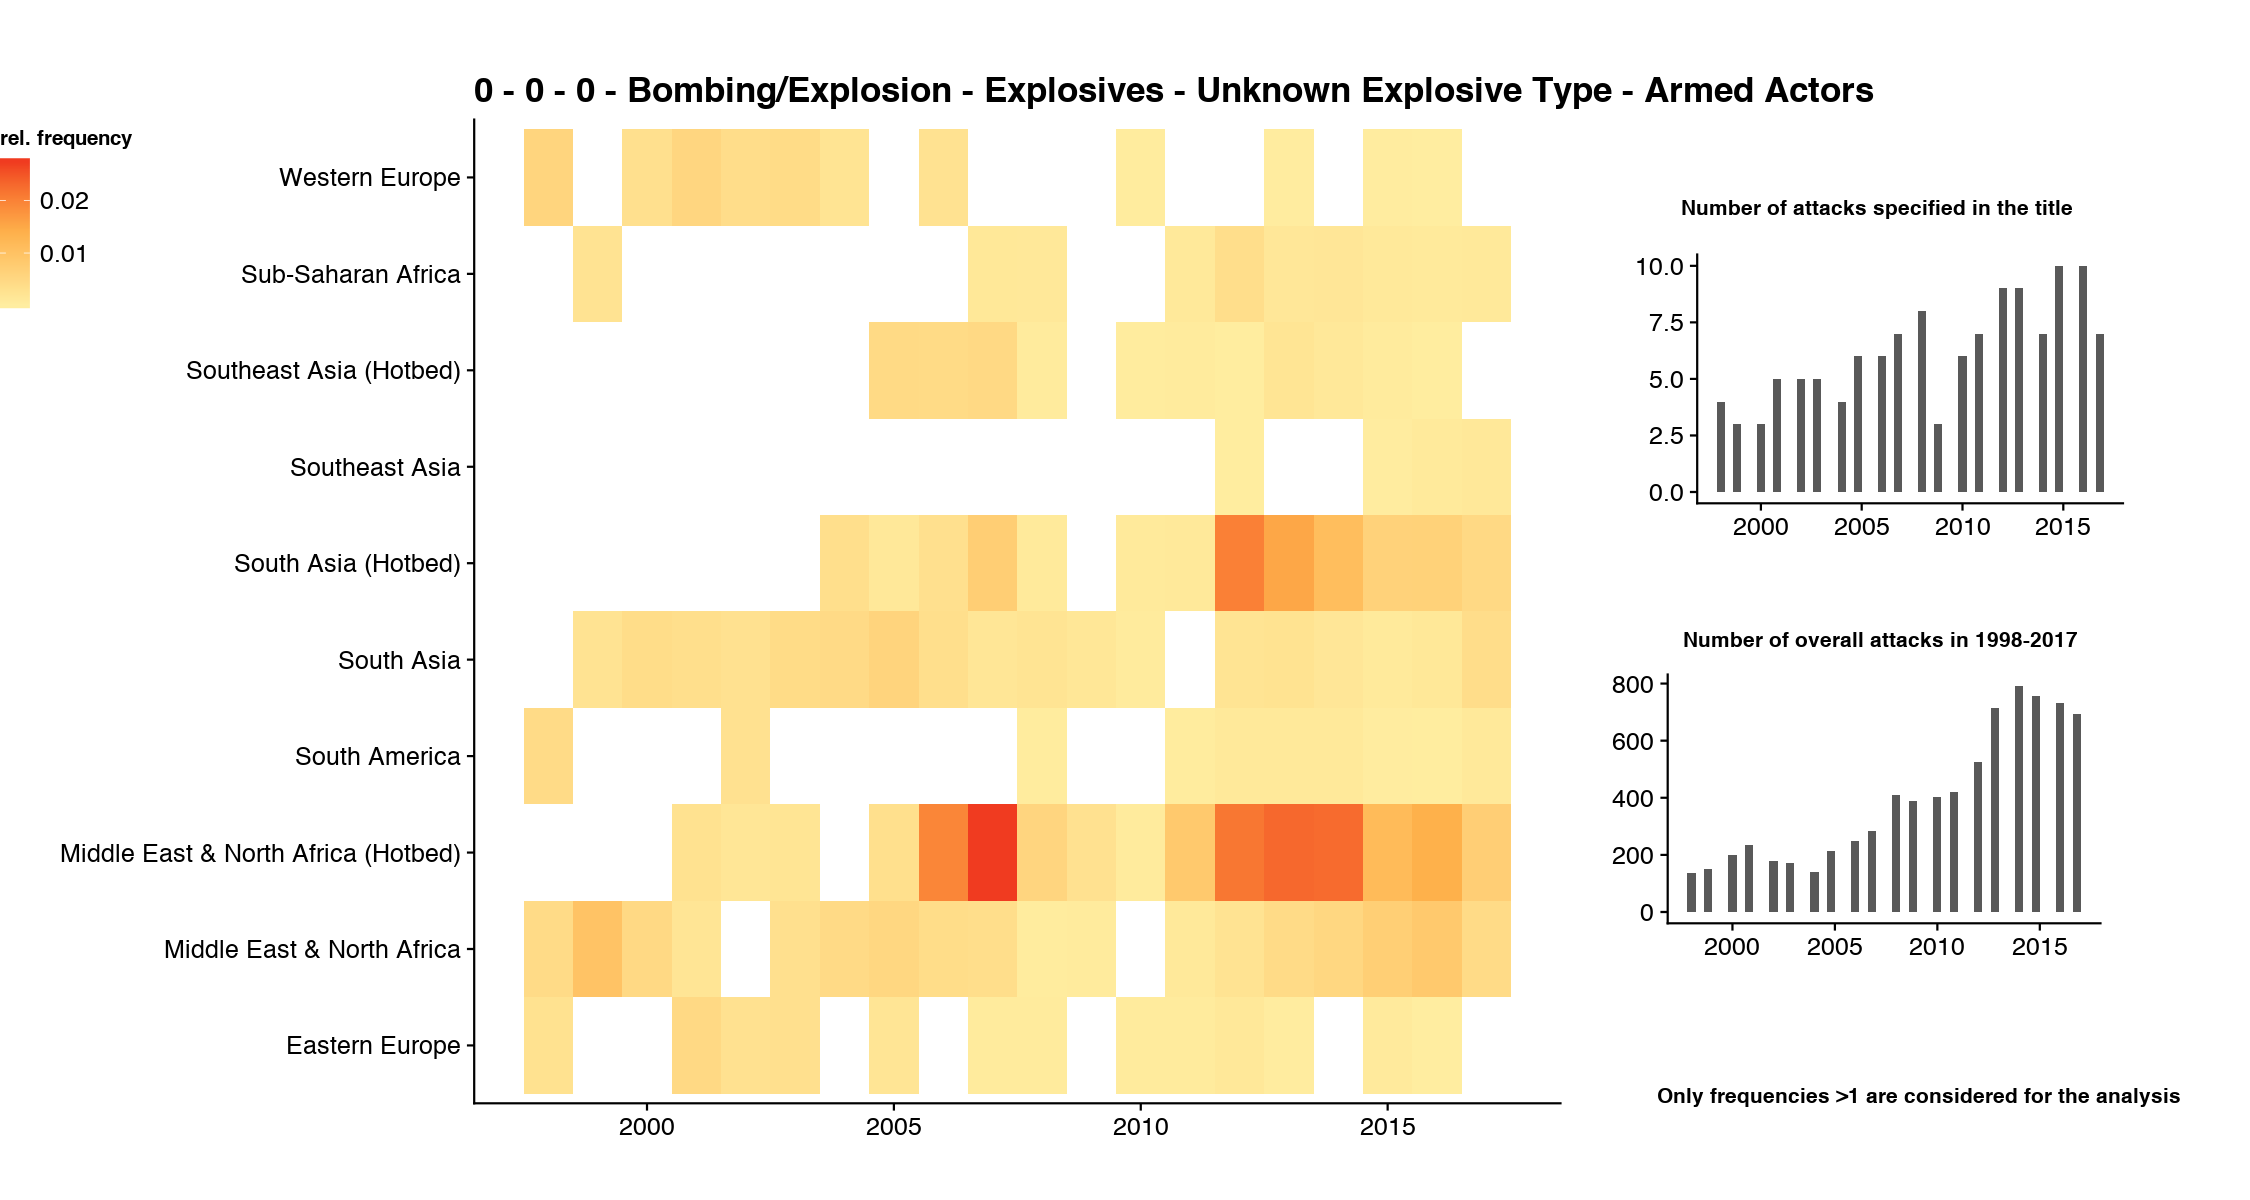 0 - 0 - 0 - Bombing/Explosion - Explosives - Unknown Explosive Type - Armed Actors
rel. frequency
0.02
0.01
Western Europe
Sub-Saharan Africa
Southeast Asia (Hotbed)
Southeast Asia
South Asia (Hotbed)
South Asia
South America
Middle East & North Africa (Hotbed)
Middle East & North Africa
Eastern Europe
2000 2005 2010 2015
Number of attacks specified in the title
10.0
7.5
5.0
2.5
0.0
2000 2005 2010 2015
Number of overall attacks in 1998-2017
800
600
400
200
0
2000 2005 2010 2015
Only frequencies >1 are considered for the analysis